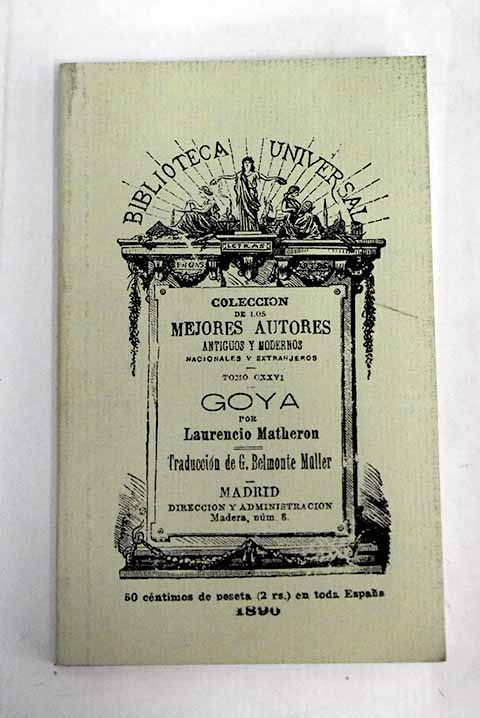 BIBLIOTECA UNIVERSAL
LETRAS
COLECCION
DE LOS
MEJORES AUTORES
ANTIGUOS Y MODERNOS
NACIONALES Y EXTRANJEROS
TOMO CXXVI
GOYA
POR
Laurencio Matheron
Traducción de G. Belmonte Müller
MADRID
DIRECCION Y ADMINISTRACION
Madera, núm. 8.
50 céntimos de peseta (2 rs.) en toda España
1890